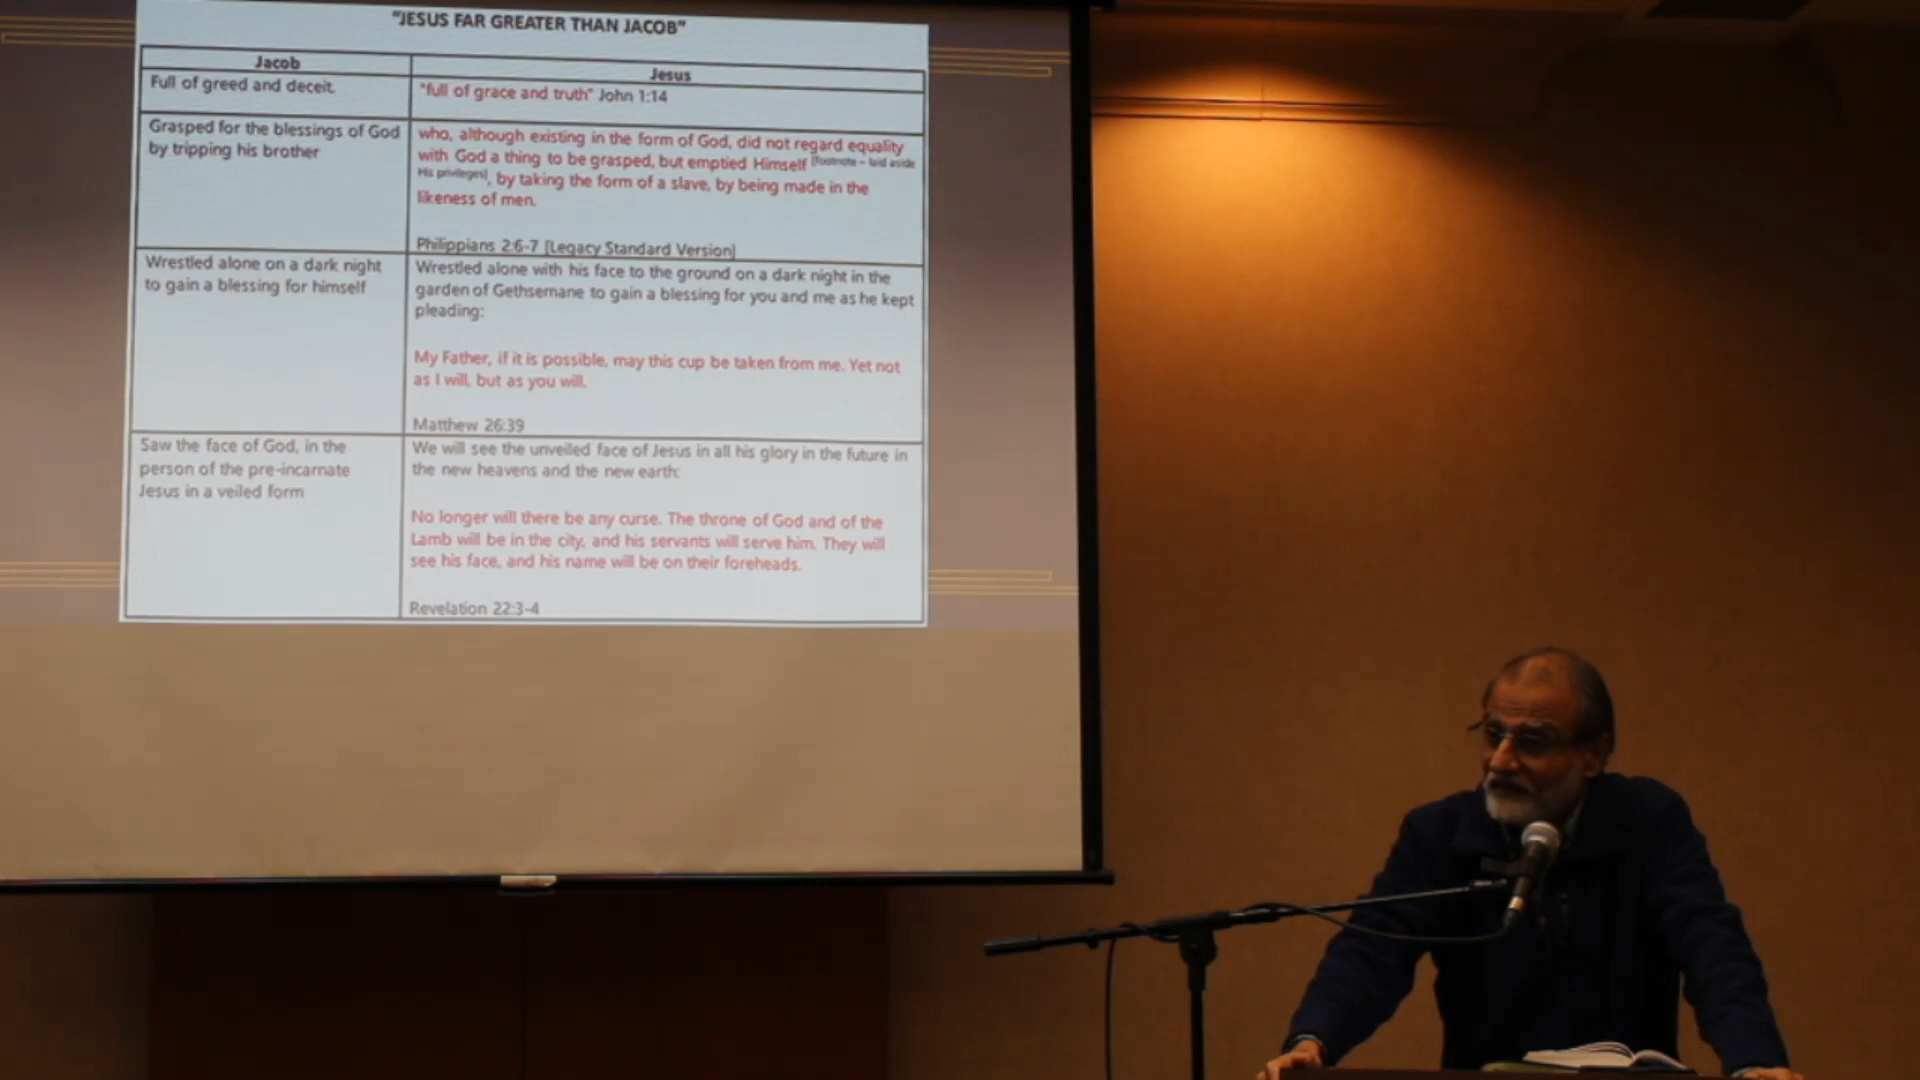 "JESUS FAR GREATER THAN JACOB"
Jacob
Jesus
Full of greed and deceit.
"full of grace and truth" John 1:14
Grasped for the blessings of God
by tripping his brother
who, although existing in the form of God, did not regard equality
with God a thing to be grasped, but emptied Himself [footnote – laid aside
His privileges], by taking the form of a slave, by being made in the
likeness of men.
Philippians 2:6-7 [Legacy Standard Version]
Wrestled alone on a dark night
to gain a blessing for himself
Wrestled alone with his face to the ground on a dark night in the
garden of Gethsemane to gain a blessing for you and me as he kept
pleading:
My Father, if it is possible, may this cup be taken from me. Yet not
as I will, but as you will.
Matthew 26:39
Saw the face of God, in the
person of the pre-incarnate
Jesus in a veiled form
We will see the unveiled face of Jesus in all his glory in the future in
the new heavens and the new earth:
No longer will there be any curse. The throne of God and of the
Lamb will be in the city, and his servants will serve him. They will
see his face, and his name will be on their foreheads.
Revelation 22:3-4